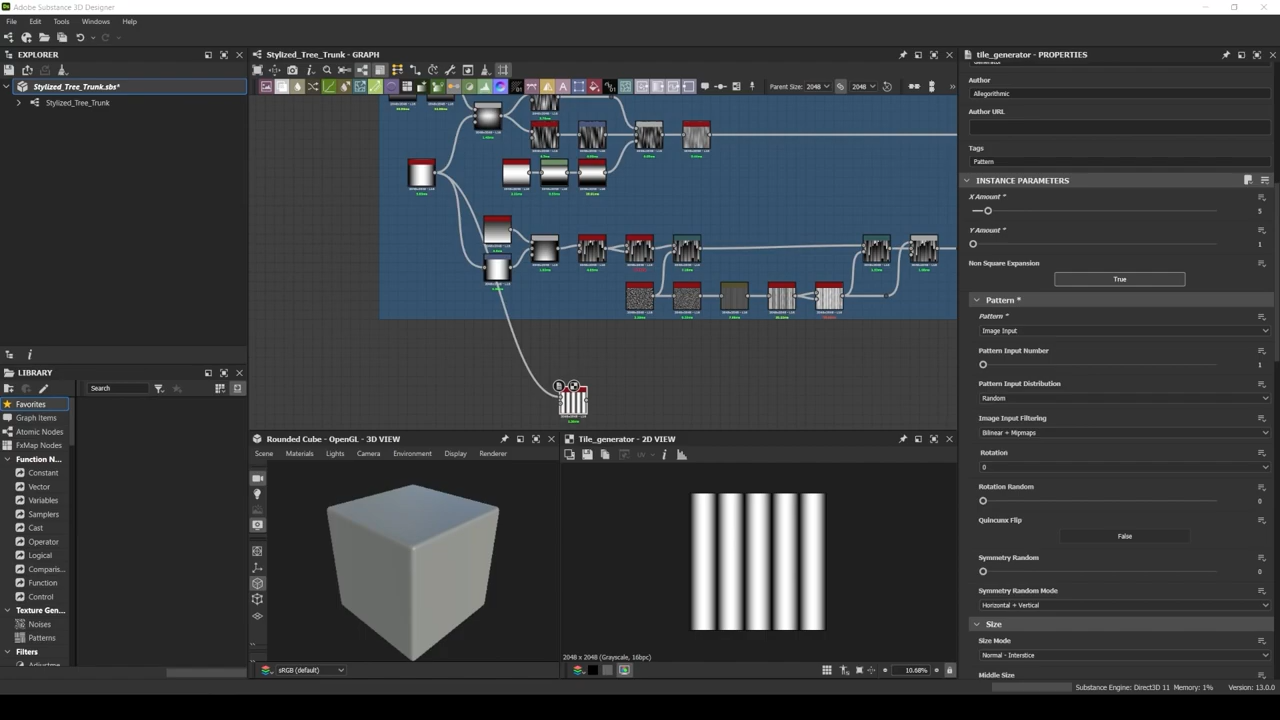 Adobe Substance 3D Designer
File Edit Tools Windows Help
EXPLORER
Stylized_Tree_Trunk.sbs*
Stylized_Tree_Trunk
Stylized_Tree_Trunk - GRAPH
Parent Size: 2048 2048
LIBRARY
Search
Favorites
Graph Items
Atomic Nodes
FxMap Nodes
Function N...
Constant
Vector
Variables
Samplers
Cast
Operator
Logical
Comparis...
Function
Control
Texture Gen...
Noises
Patterns
Filters
Rounded Cube - OpenGL - 3D VIEW
Scene Materials Lights Camera Environment Display Renderer
sRGB (default)
Tile_generator - 2D VIEW
UV
2048 x 2048 (Grayscale, 16bpc)
10.68%
tile_generator - PROPERTIES
Author
Allegorithmic
Author URL
Tags
Pattern
INSTANCE PARAMETERS
X Amount *
5
Y Amount *
1
Non Square Expansion
True
Pattern *
Pattern *
Image Input
Pattern Input Number
1
Pattern Input Distribution
Random
Image Input Filtering
Bilinear + Mipmaps
Rotation
0
Rotation Random
0
Quincunx Flip
False
Symmetry Random
0
Symmetry Random Mode
Horizontal + Vertical
Size
Size Mode
Normal - Interstice
Middle Size
Substance Engine: Direct3D 11 Memory: 1% Version: 13.0.0